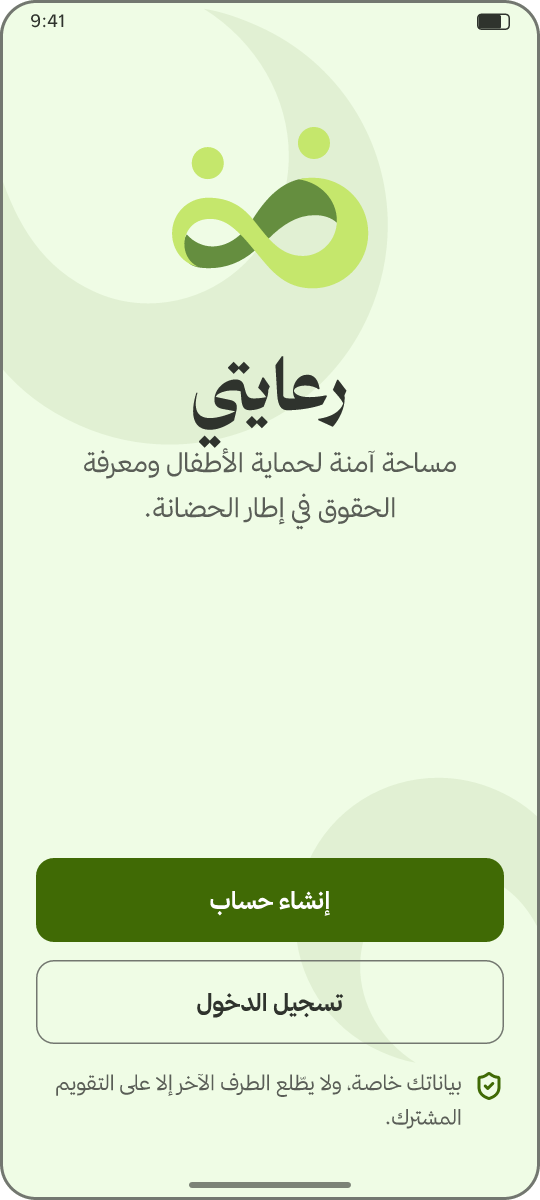 9:41
رعايتي
مساحة آمنة لحماية الأطفال ومعرفة
الحقوق في إطار الحضانة.
إنشاء حساب
تسجيل الدخول
بياناتك خاصة، ولا يطّلع الطرف الآخر إلا على التقويم
المشترك.